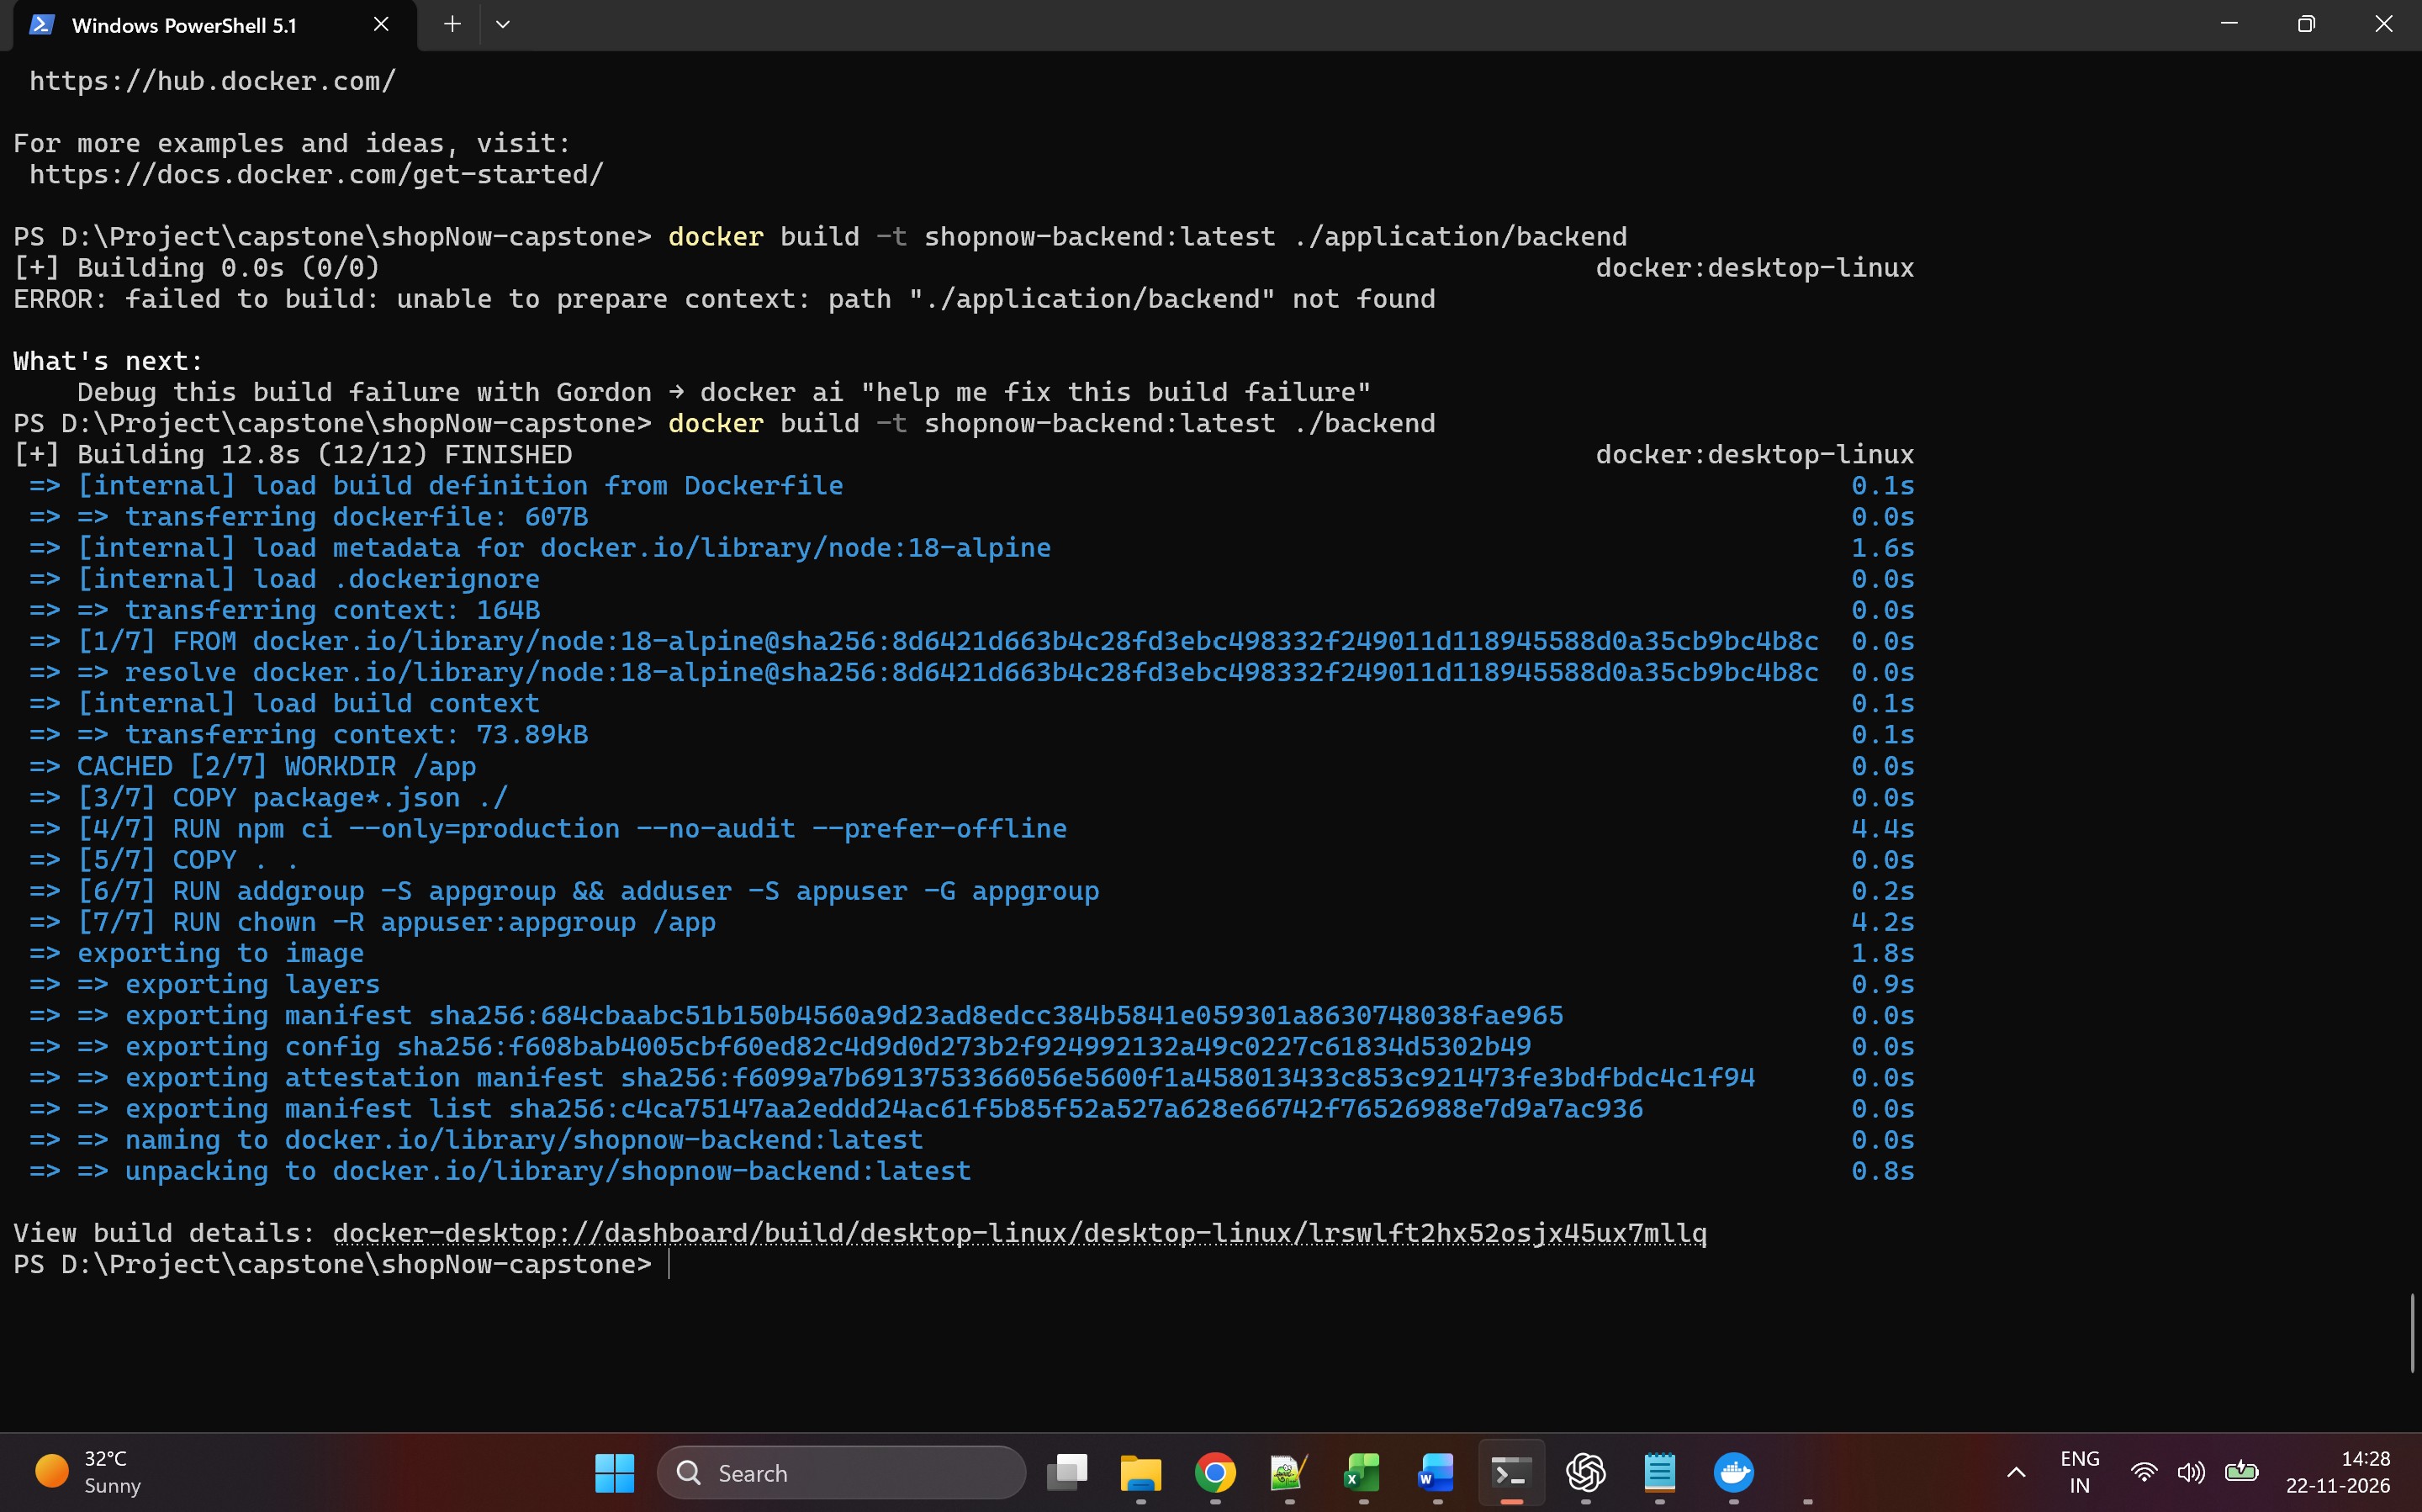 Windows PowerShell 5.1
https://hub.docker.com/
For more examples and ideas, visit:
https://docs.docker.com/get-started/
PS D:\Project\capstone\shopNow-capstone> docker build -t shopnow-backend:latest ./application/backend
[+] Building 0.0s (0/0) docker:desktop-linux
ERROR: failed to build: unable to prepare context: path "./application/backend" not found
What's next:
Debug this build failure with Gordon → docker ai "help me fix this build failure"
PS D:\Project\capstone\shopNow-capstone> docker build -t shopnow-backend:latest ./backend
[+] Building 12.8s (12/12) FINISHED docker:desktop-linux
=> [internal] load build definition from Dockerfile 0.1s
=> => transferring dockerfile: 607B 0.0s
=> [internal] load metadata for docker.io/library/node:18-alpine 1.6s
=> [internal] load .dockerignore 0.0s
=> => transferring context: 164B 0.0s
=> [1/7] FROM docker.io/library/node:18-alpine@sha256:8d6421d663b4c28fd3ebc498332f249011d118945588d0a35cb9bc4b8c 0.0s
=> => resolve docker.io/library/node:18-alpine@sha256:8d6421d663b4c28fd3ebc498332f249011d118945588d0a35cb9bc4b8c 0.0s
=> [internal] load build context 0.1s
=> => transferring context: 73.89kB 0.1s
=> CACHED [2/7] WORKDIR /app 0.0s
=> [3/7] COPY package*.json ./ 0.0s
=> [4/7] RUN npm ci --only=production --no-audit --prefer-offline 4.4s
=> [5/7] COPY . . 0.0s
=> [6/7] RUN addgroup -S appgroup && adduser -S appuser -G appgroup 0.2s
=> [7/7] RUN chown -R appuser:appgroup /app 4.2s
=> exporting to image 1.8s
=> => exporting layers 0.9s
=> => exporting manifest sha256:684cbaabc51b150b4560a9d23ad8edcc384b5841e059301a8630748038fae965 0.0s
=> => exporting config sha256:f608bab4005cbf60ed82c4d9d0d273b2f924992132a49c0227c61834d5302b49 0.0s
=> => exporting attestation manifest sha256:f6099a7b6913753366056e5600f1a458013433c853c921473fe3bdfbdc4c1f94 0.0s
=> => exporting manifest list sha256:c4ca75147aa2eddd24ac61f5b85f52a527a628e66742f76526988e7d9a7ac936 0.0s
=> => naming to docker.io/library/shopnow-backend:latest 0.0s
=> => unpacking to docker.io/library/shopnow-backend:latest 0.8s
View build details: docker-desktop://dashboard/build/desktop-linux/desktop-linux/lrswlft2hx52osjx45ux7mllq
PS D:\Project\capstone\shopNow-capstone>
32°C
Sunny
Search
ENG
IN
14:28
22-11-2026